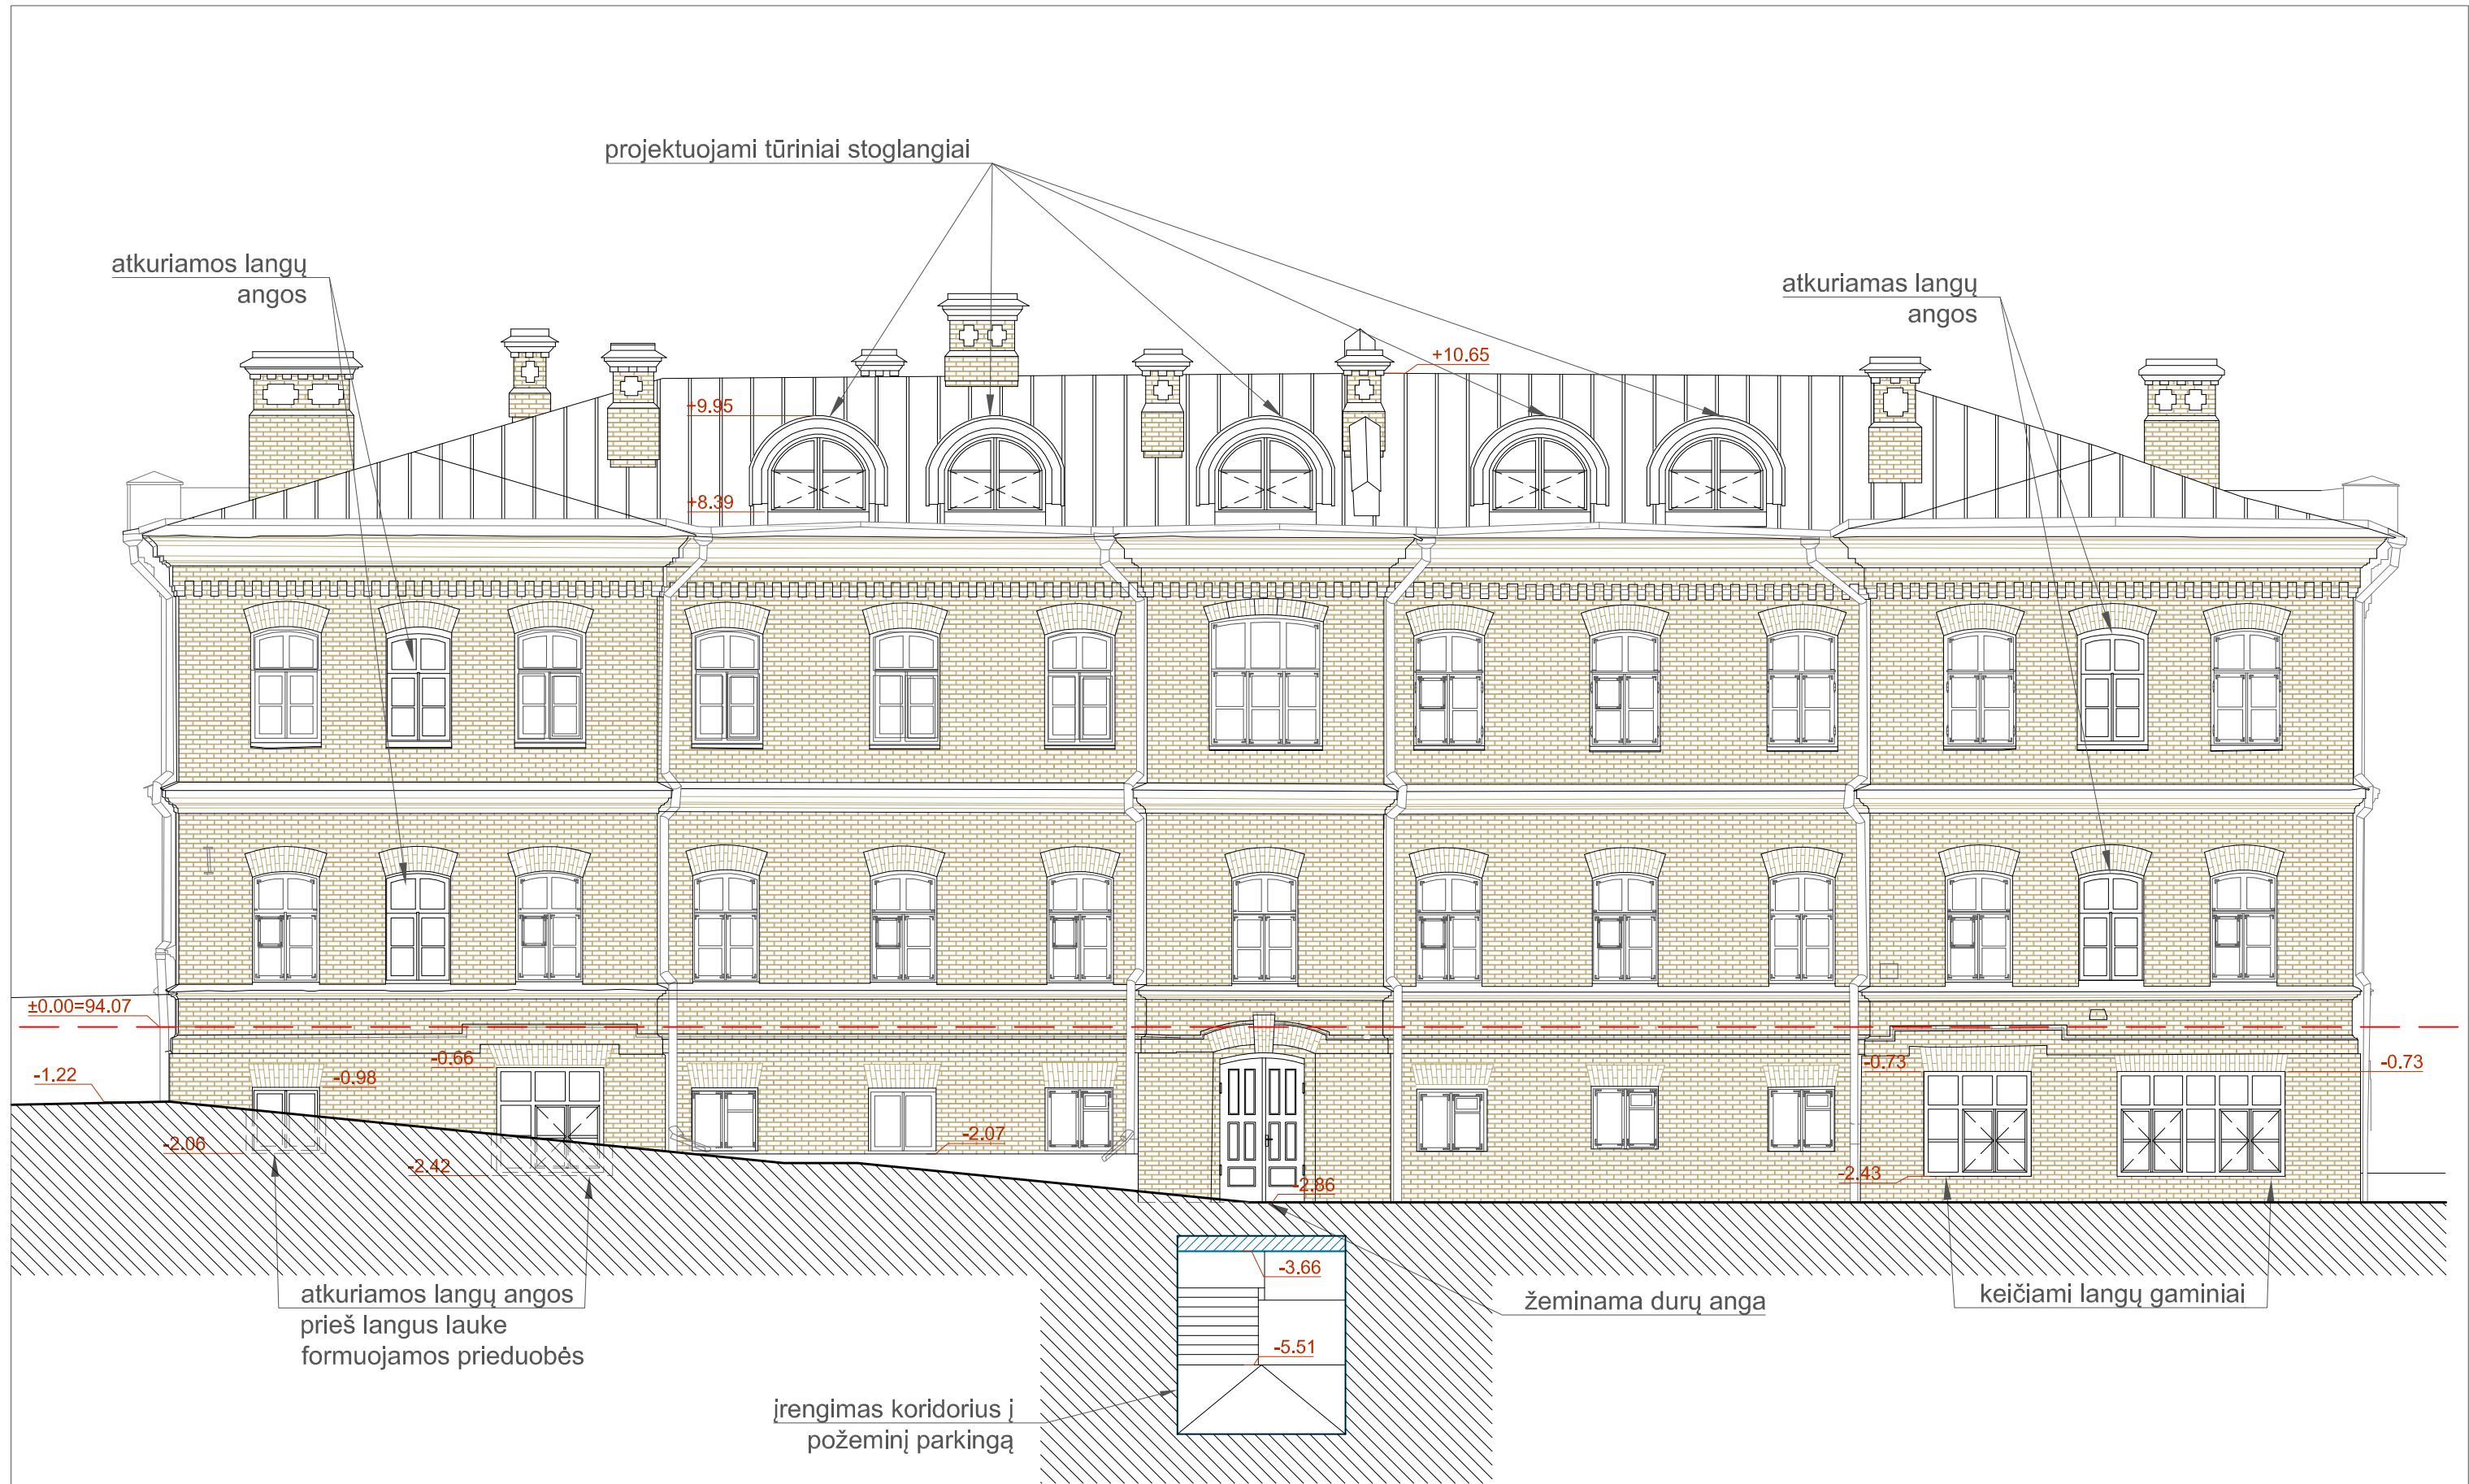 projektuojami tūriniai stoglangiai
atkuriamos langų
angos
atkuriamas langų
angos
+10.65
+9.95
+8.39
±0.00=94.07
-0.66
-0.73
-0.73
-1.22
-0.98
-2.06
-2.07
-2.42
-2.43
-2.86
-3.66
atkuriamos langų angos
prieš langus lauke
formuojamos prieduobės
žeminama durų anga
keičiami langų gaminiai
-5.51
įrengimas koridorius į
požeminį parkingą